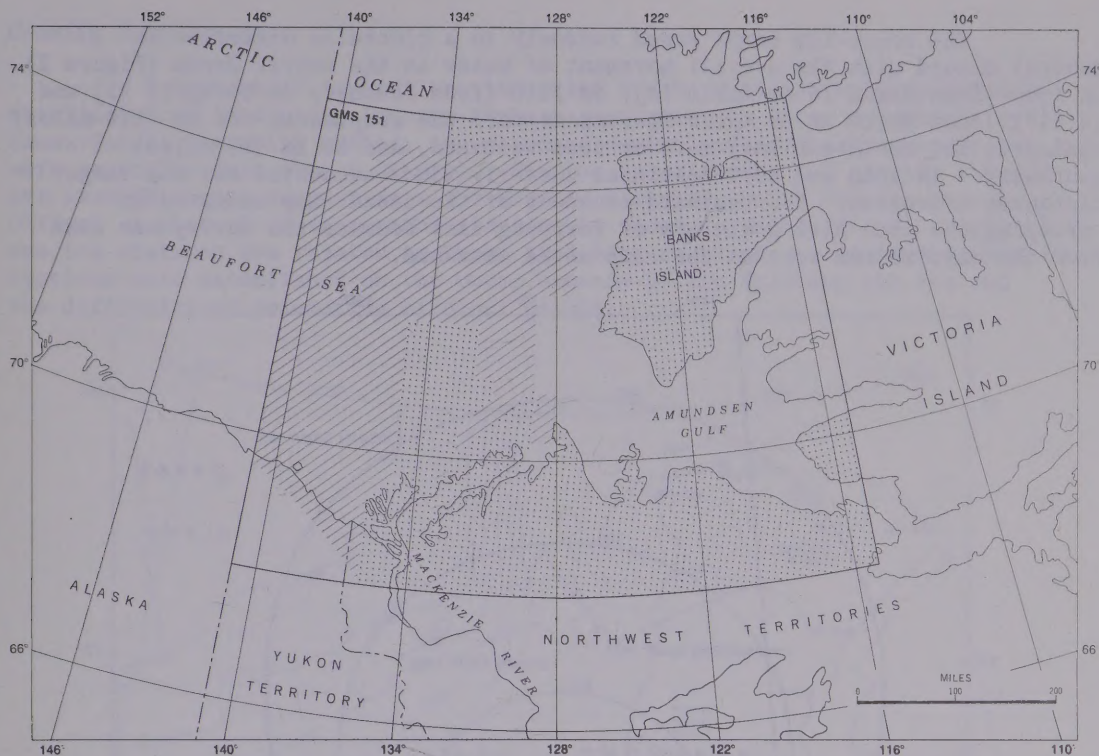 152° 146° 140° 134° 128° 122° 116° 110° 104°
ARCTIC OCEAN
74° 74°
GMS 151
BEAUFORT SEA
BANKS
ISLAND
VICTORIA
ISLAND
70° 70°
AMUNDSEN
GULF
ALASKA
MACKENZIE RIVER
NORTHWEST TERRITORIES
YUKON
TERRITORY
66° 66
MILES
0 100 200
146° 140° 134° 128° 122° 116° 110°